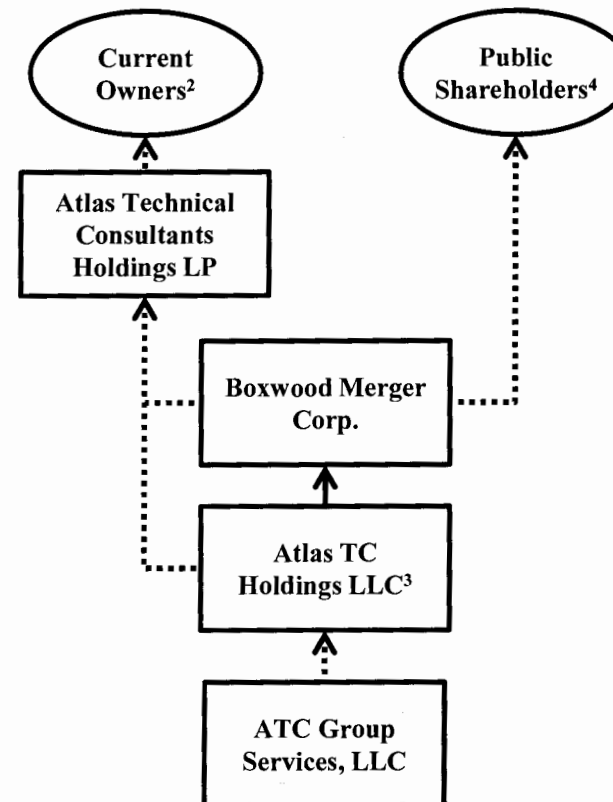 Current
Owners²
Public
Shareholders⁴
Atlas Technical
Consultants
Holdings LP
Boxwood Merger
Corp.
Atlas TC
Holdings LLC³
ATC Group
Services, LLC